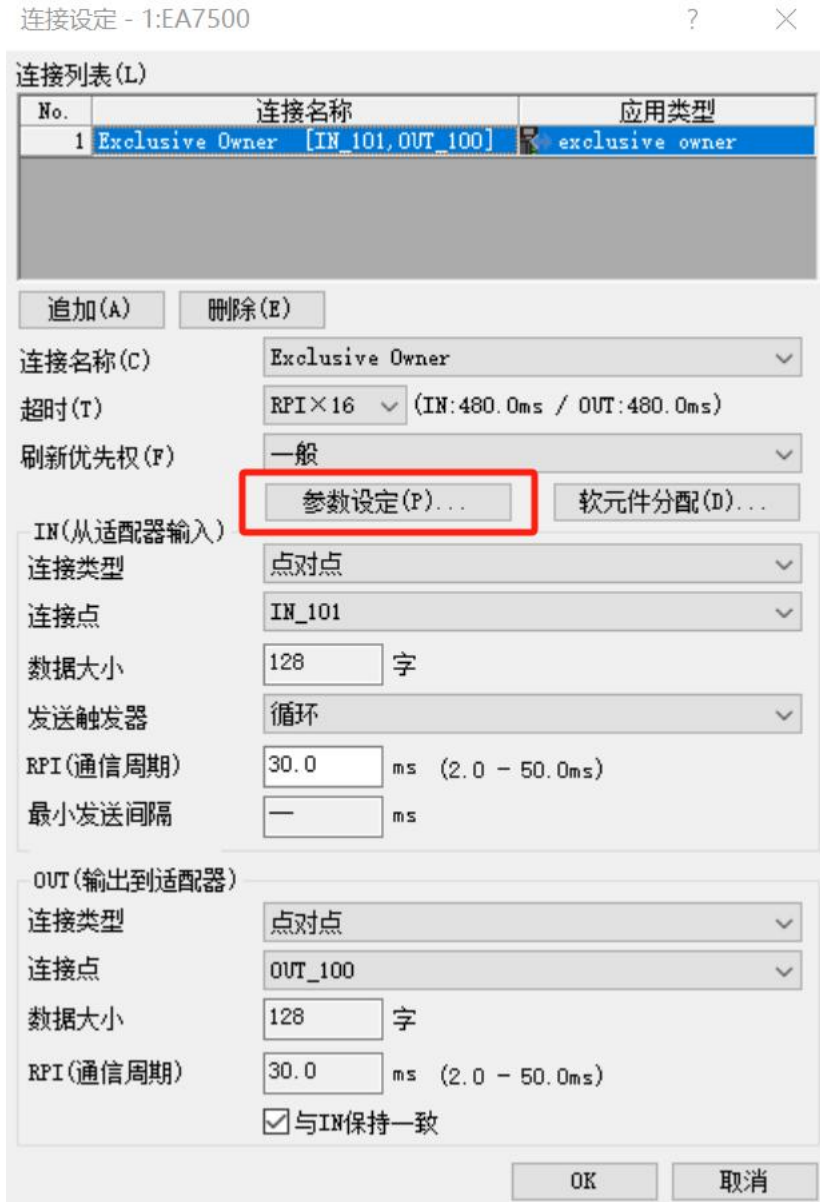 连接设定 - 1:EA7500
连接列表(L)
No. 连接名称 应用类型
1 Exclusive Owner [IN_101,OUT_100] exclusive owner
追加(A) 删除(E)
连接名称(C) Exclusive Owner
超时(T) RPI×16 (IN:480.0ms / OUT:480.0ms)
刷新优先权(F) 一般
参数设定(P)... 软元件分配(D)...
IN(从适配器输入)
连接类型 点对点
连接点 IN_101
数据大小 128 字
发送触发器 循环
RPI(通信周期) 30.0 ms (2.0 - 50.0ms)
最小发送间隔 — ms
OUT(输出到适配器)
连接类型 点对点
连接点 OUT_100
数据大小 128 字
RPI(通信周期) 30.0 ms (2.0 - 50.0ms)
与IN保持一致
OK 取消